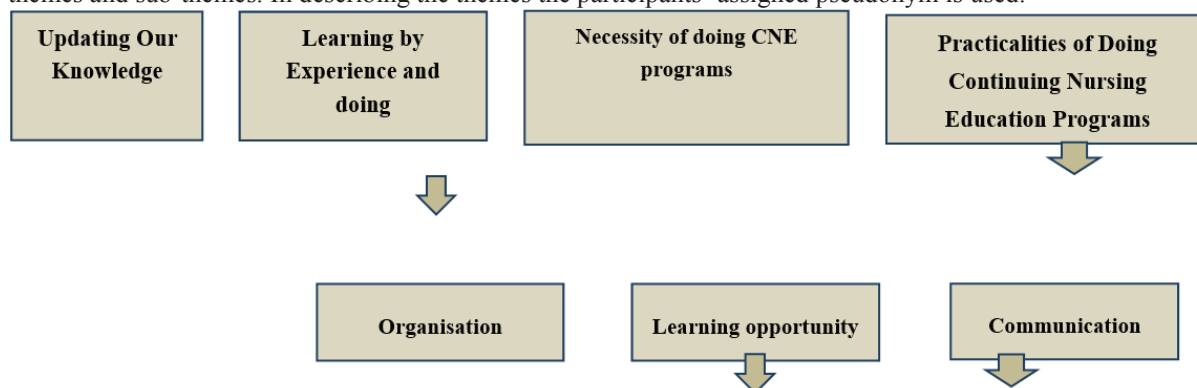 themes and sub-themes. In describing the themes the participants' assigned pseudonym is used.
Updating Our
Knowledge
Learning by
Experience and
doing
Necessity of doing CNE
programs
Practicalities of Doing
Continuing Nursing
Education Programs
Organisation
Learning opportunity
Communication